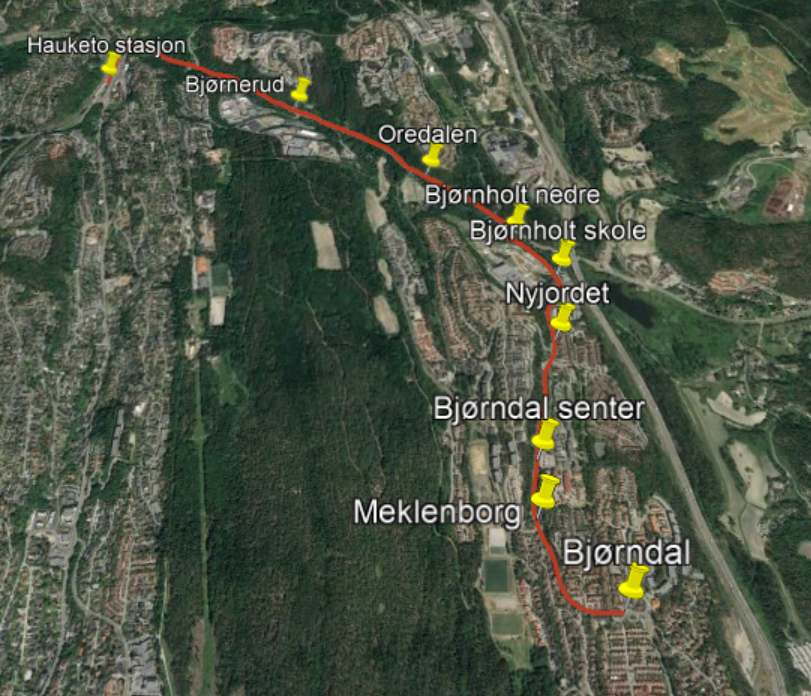 Hauketo stasjon
Bjørnerud
Oredalen
Bjørnholt nedre
Bjørnholt skole
Nyjordet
Bjørndal senter
Meklenborg
Bjørndal